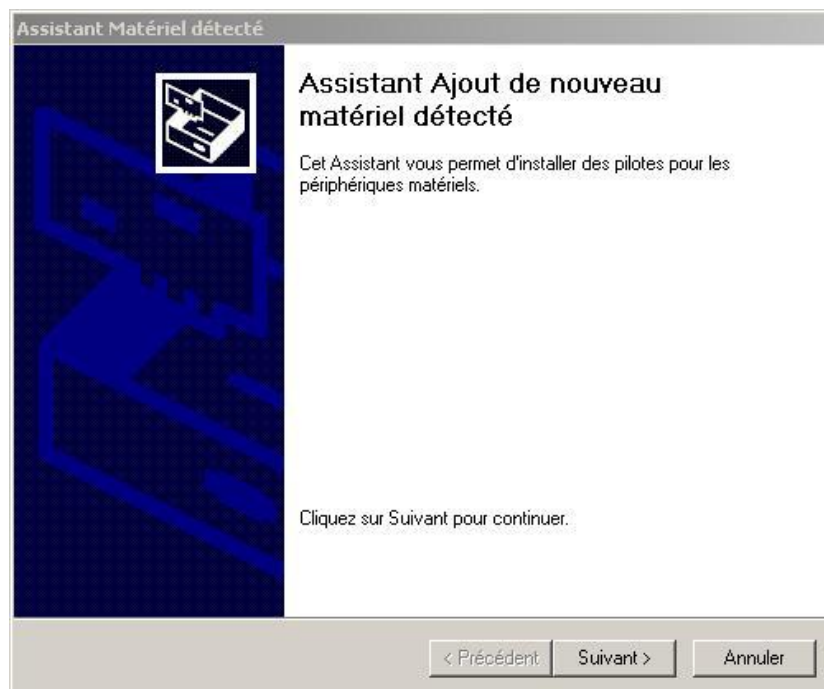 Assistant Matériel détecté
Assistant Ajout de nouveau
matériel détecté
Cet Assistant vous permet d'installer des pilotes pour les
périphériques matériels.
Cliquez sur Suivant pour continuer.
< Précédent Suivant > Annuler